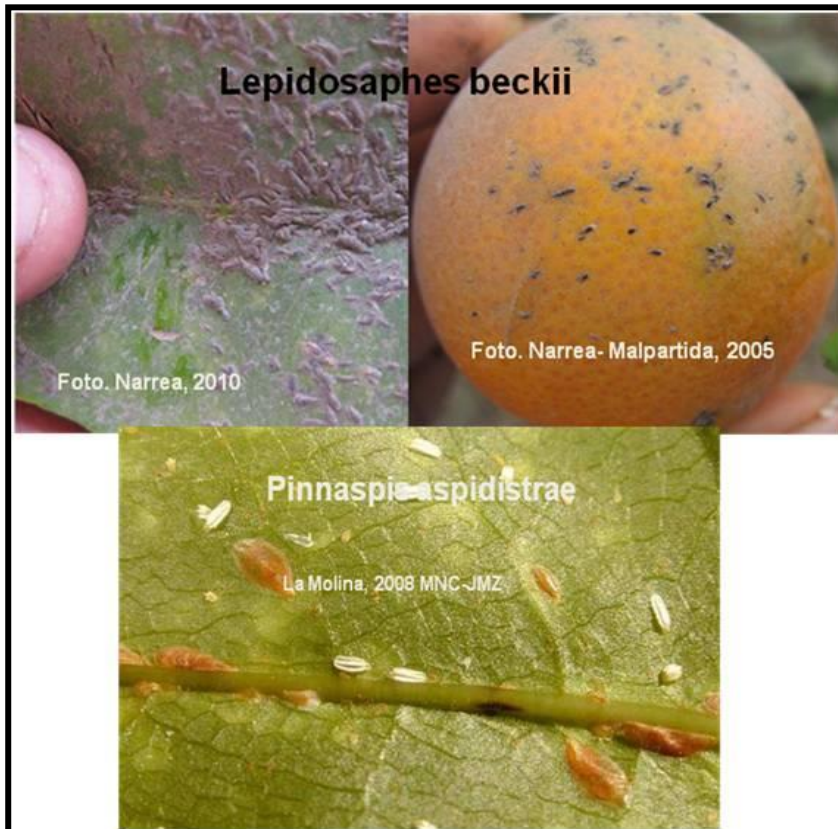 Lepidosaphes beckii
Foto. Narrea, 2010
Foto. Narrea- Malpartida, 2005
Pinnaspis aspidistrae
La Molina, 2008 MNC-JMZ